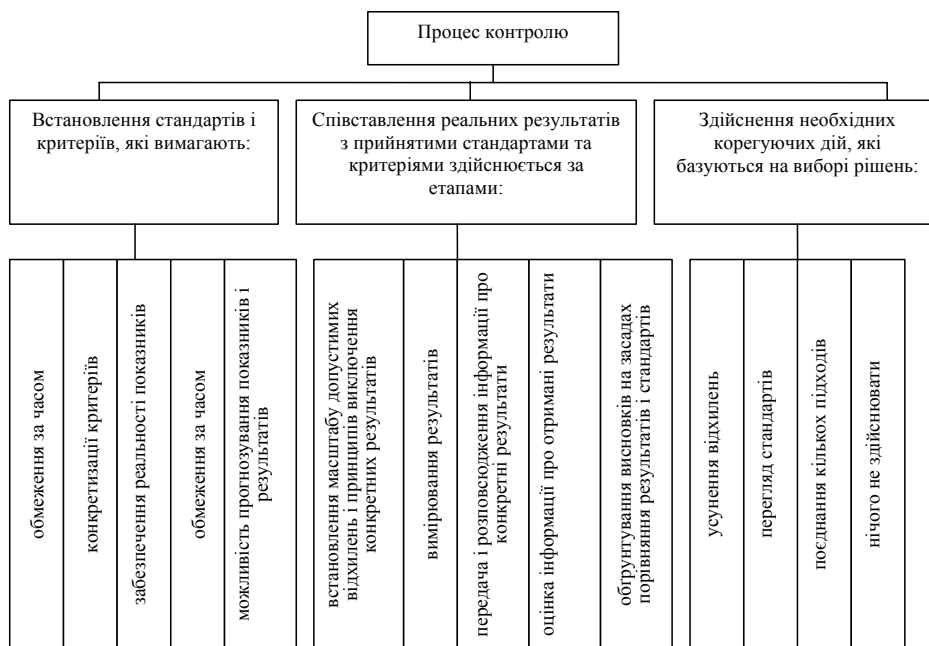 Процес контролю
Встановлення стандартів і
критеріїв, які вимагають:
Співставлення реальних результатів
з прийнятими стандартами та
критеріями здійснюється за
етапами:
Здійснення необхідних
корегуючих дій, які
базуються на виборі рішень:
обмеження за часом
конкретизації критеріїв
забезпечення реальності показників
обмеження за часом
можливість прогнозування показників і
результатів
встановлення масштабу допустимих
відхилень і принципів виключення
конкретних результатів
вимірювання результатів
передача і розповсюдження інформації про
конкретні результати
оцінка інформації про отримані результати
обґрунтування висновків на засадах
порівняння результатів і стандартів
усунення відхилень
перегляд стандартів
поєднання кількох підходів
нічого не здійснювати